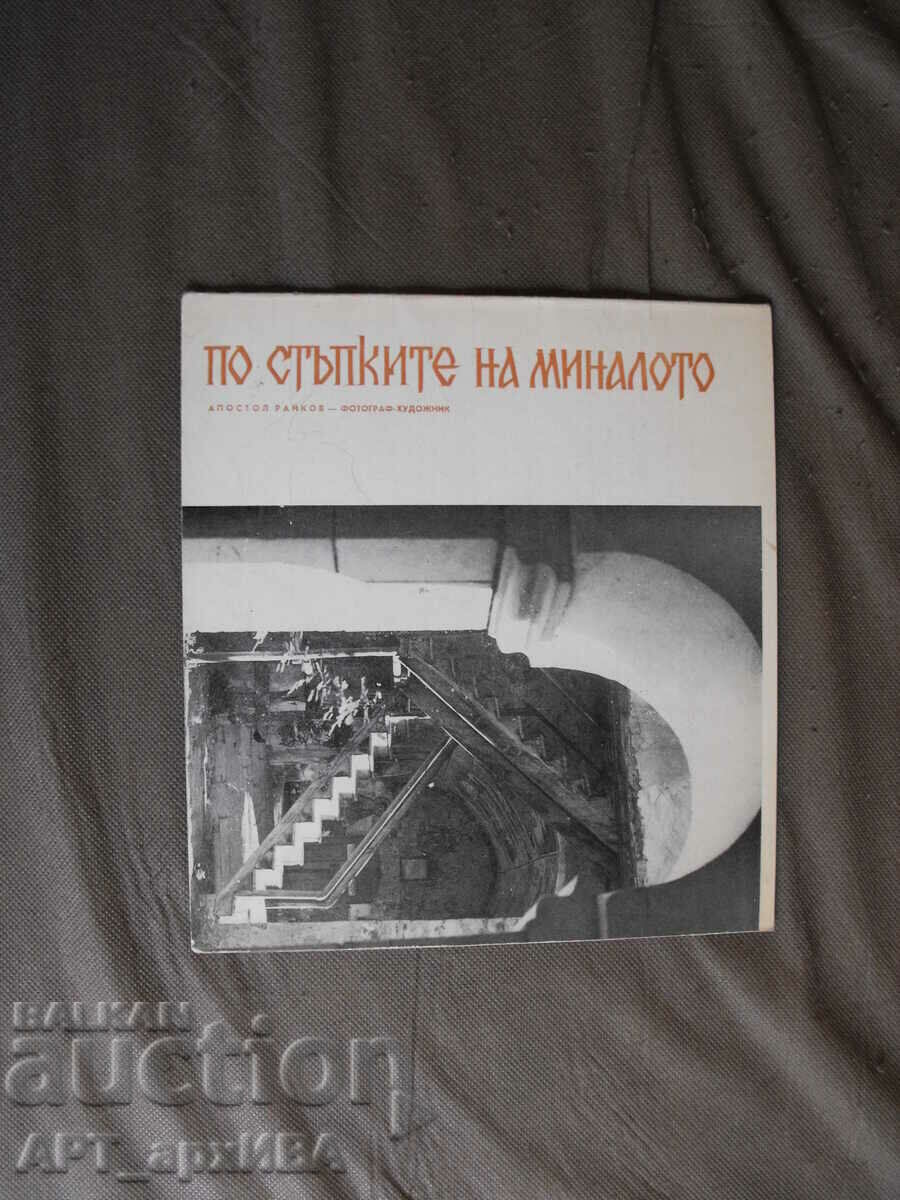 ПО СТЪПКИТЕ НА МИНАЛОТО
АПОСТОЛ РАЙКОВ — ФОТОГРАФ-ХУДОЖНИК
BALKAN
auction
АРТ_архИВА